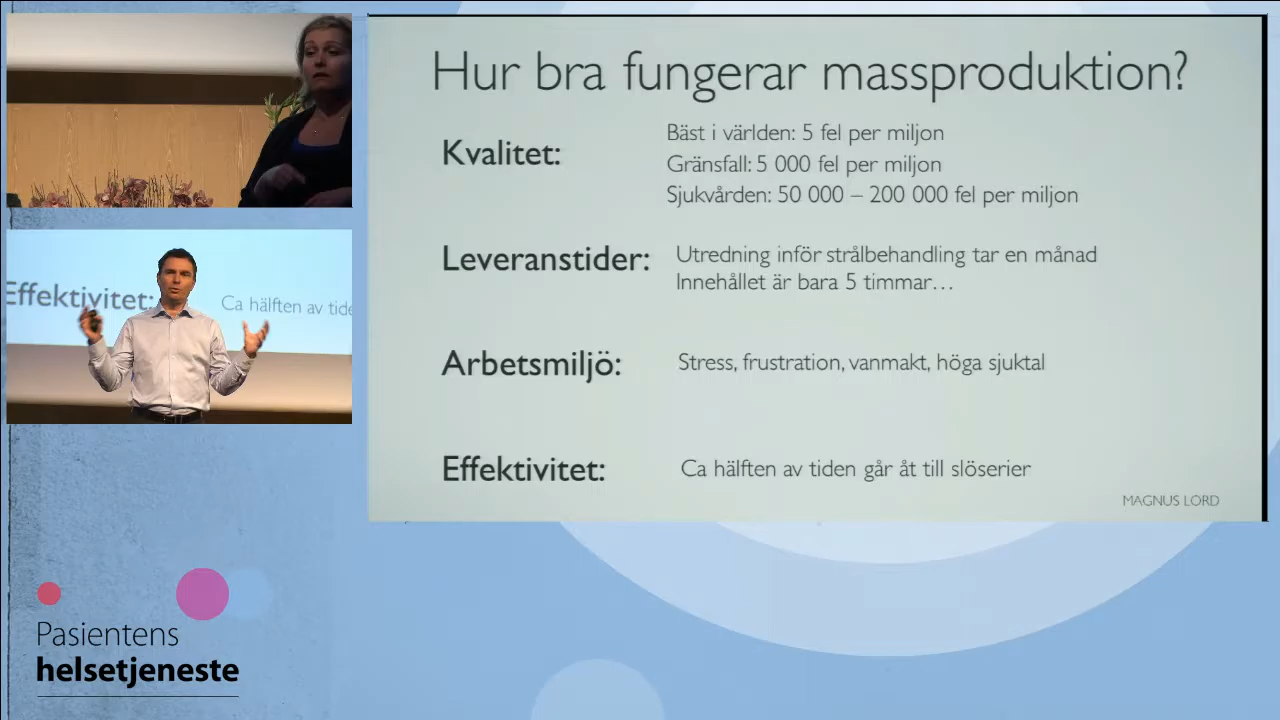 Hur bra fungerar massproduktion?
Kvalitet:
Bäst i världen: 5 fel per miljon
Gränsfall: 5 000 fel per miljon
Sjukvården: 50 000 – 200 000 fel per miljon
Leveranstider:
Utredning inför strålbehandling tar en månad
Innehållet är bara 5 timmar…
Arbetsmiljö:
Stress, frustration, vanmakt, höga sjuktal
Effektivitet:
Ca hälften av tiden går åt till slöserier
MAGNUS LORD
Effektivitet:
Ca hälften av tide
Pasientens
helsetjeneste